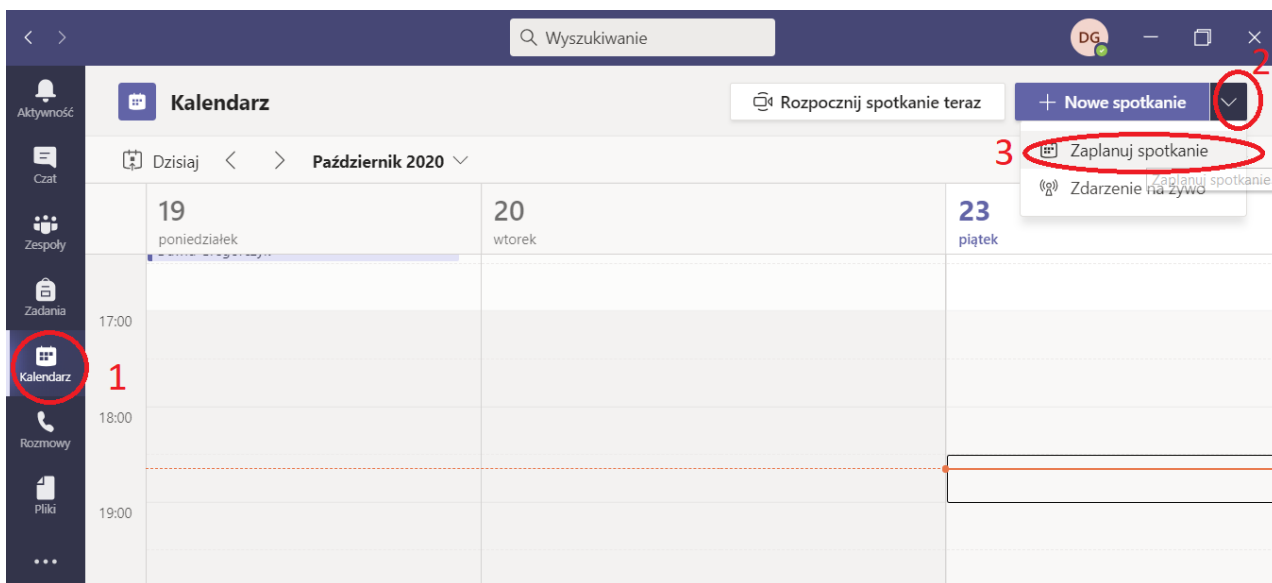 Wyszukiwanie
DG
2
Aktywność
Kalendarz
Rozpocznij spotkanie teraz
Nowe spotkanie
Czat
Dzisiaj
Październik 2020
3
Zaplanuj spotkanie
Zaplanuj spotkanie
Zdarzenie na żywo
Zespoły
19
poniedziałek
20
wtorek
23
piątek
Zadania
17:00
Kalendarz
1
18:00
Rozmowy
Pliki
19:00